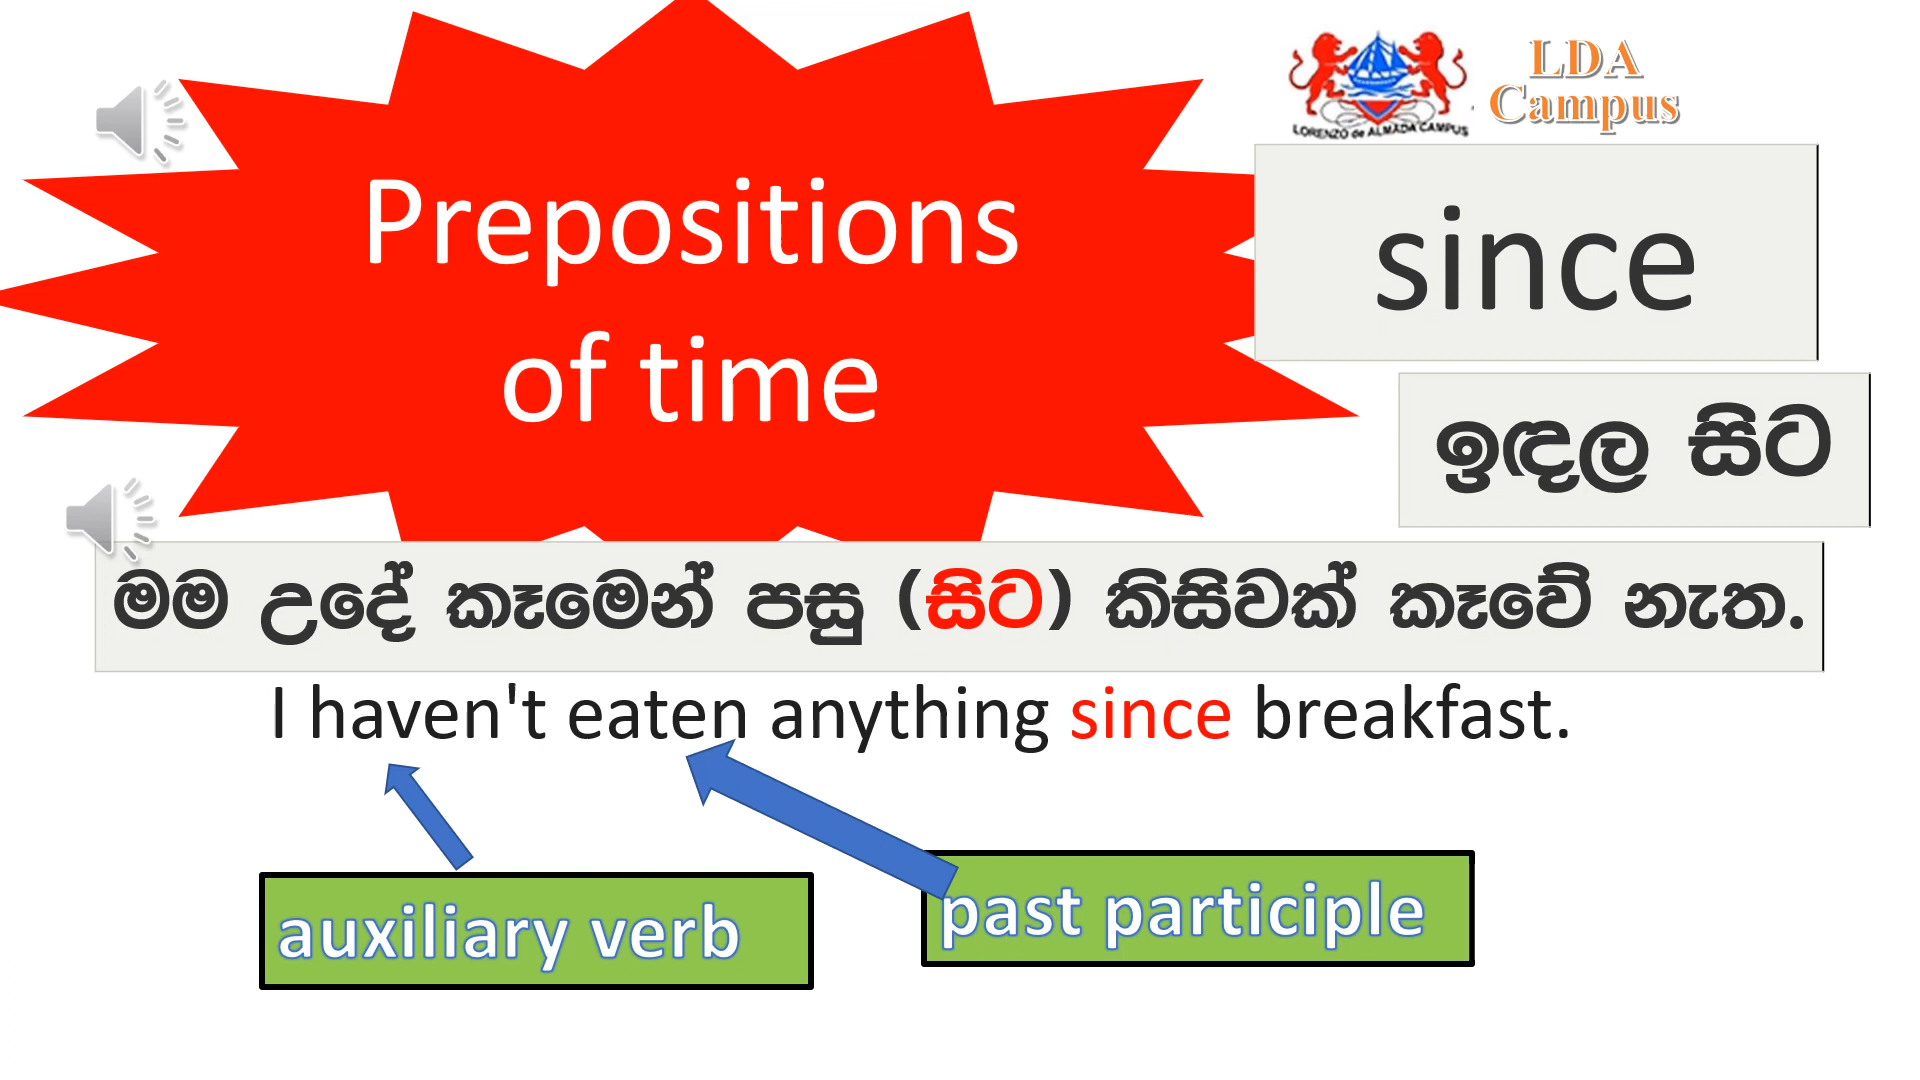 Prepositions
of time
LORENZO de ALMADA CAMPUS
LDA
Campus
since
ඉඳල සිට
මම උදේ කෑමෙන් පසු (සිට) කිසිවක් කෑවේ නැත.
I haven't eaten anything since breakfast.
auxiliary verb
past participle